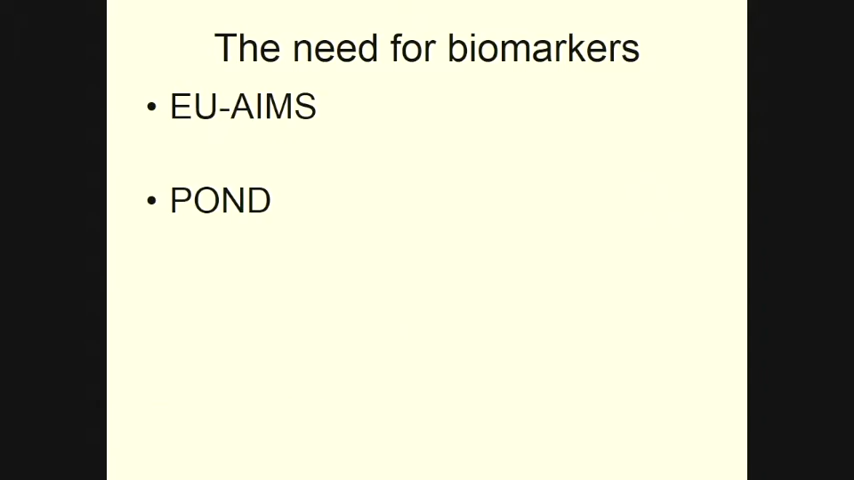 The need for biomarkers
• EU-AIMS
• POND